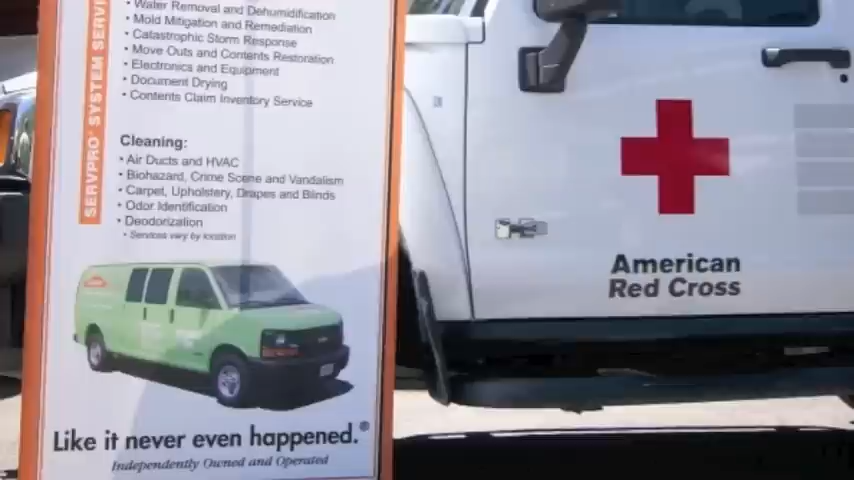 SERVPRO® SYSTEM SERVI
• Water Removal and Dehumidification
• Mold Mitigation and Remediation
• Catastrophic Storm Response
• Move Outs and Contents Restoration
• Electronics and Equipment
• Document Drying
• Contents Claim Inventory Service
Cleaning:
• Air Ducts and HVAC
• Biohazard, Crime Scene and Vandalism
• Carpet, Upholstery, Drapes and Blinds
• Odor Identification
• Deodorization
• Services vary by location
Like it never even happened.®
Independently Owned and Operated
American
Red Cross